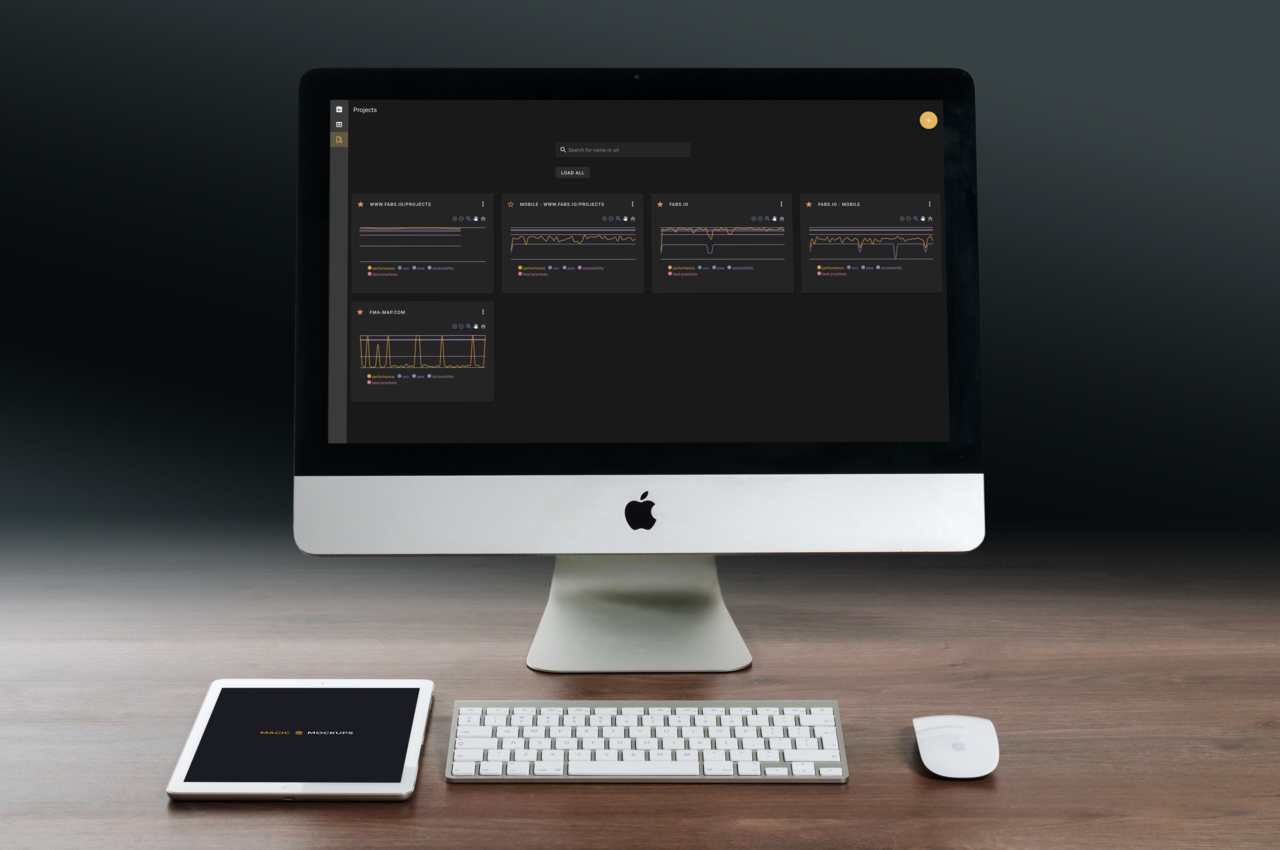 Projects
+
Search for name or url
LOAD ALL
WWW.FABS.IO/PROJECTS
performance seo pwa accessibility
best-practices
MOBILE - WWW.FABS.IO/PROJECTS
performance seo pwa accessibility
best-practices
FABS.IO
performance seo pwa accessibility
best-practices
FABS.IO - MOBILE
performance seo pwa accessibility
best-practices
FMA-MAP.COM
performance seo pwa accessibility
best-practices
MAGIC MOCKUPS